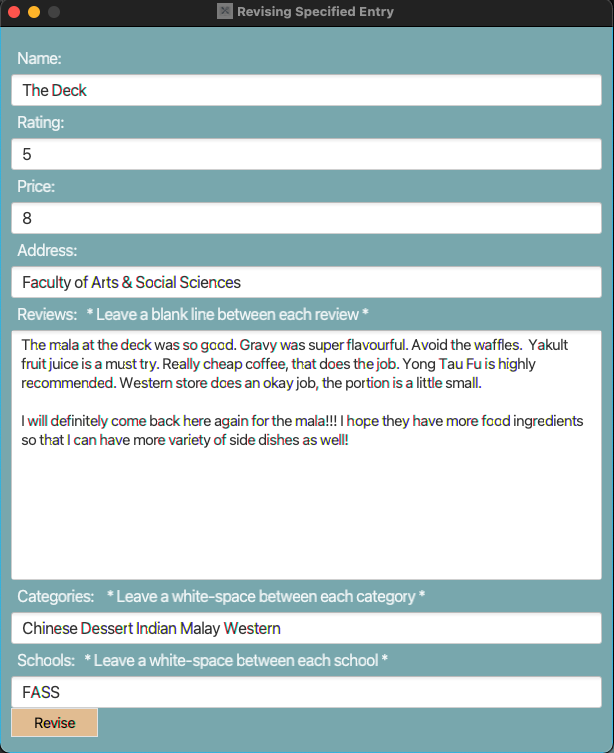 Revising Specified Entry
Name:
The Deck
Rating:
5
Price:
8
Address:
Faculty of Arts & Social Sciences
Reviews: * Leave a blank line between each review *
The mala at the deck was so good. Gravy was super flavourful. Avoid the waffles. Yakult
fruit juice is a must try. Really cheap coffee, that does the job. Yong Tau Fu is highly
recommended. Western store does an okay job, the portion is a little small.
I will definitely come back here again for the mala!!! I hope they have more food ingredients
so that I can have more variety of side dishes as well!
Categories: * Leave a white-space between each category *
Chinese Dessert Indian Malay Western
Schools: * Leave a white-space between each school *
FASS
Revise